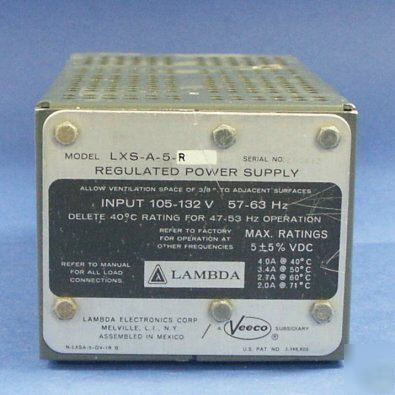 MODEL LXS-A-5-R SERIAL NO.
REGULATED POWER SUPPLY
ALLOW VENTILATION SPACE OF 3/8" TO ADJACENT SURFACES
INPUT 105-132 V 57-63 Hz
DELETE 40°C RATING FOR 47-53 Hz OPERATION
REFER TO FACTORY
FOR OPERATION AT
OTHER FREQUENCIES
MAX. RATINGS
5±5% VDC
4.0A @ 40°C
3.4A @ 50°C
2.7A @ 60°C
2.0A @ 71°C
REFER TO MANUAL
FOR ALL LOAD
CONNECTIONS.
LAMBDA
LAMBDA ELECTRONICS CORP.
MELVILLE, L.I., N.Y.
ASSEMBLED IN MEXICO
A Veeco SUBSIDIARY
U.S. PAT. NO.